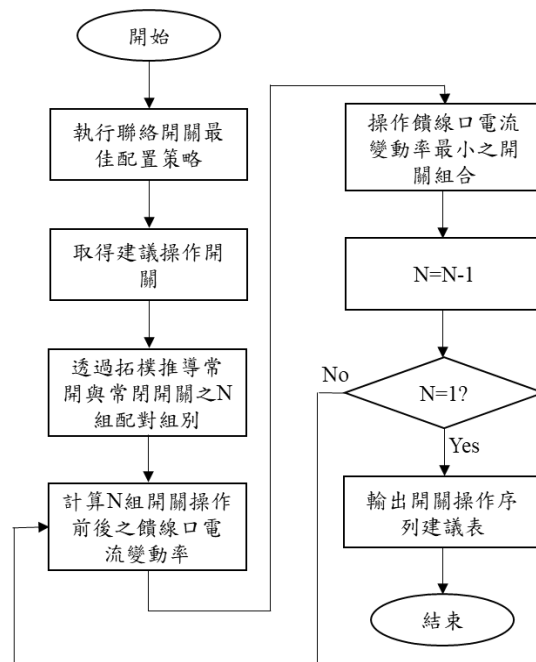 開始
執行聯絡開關最
佳配置策略
取得建議操作開
關
透過拓樸推導常
開與常閉開關之N
組配對組別
計算N組開關操作
前後之饋線口電
流變動率
操作饋線口電流
變動率最小之開
關組合
N=N-1
No
N=1?
Yes
輸出開關操作序
列建議表
結束